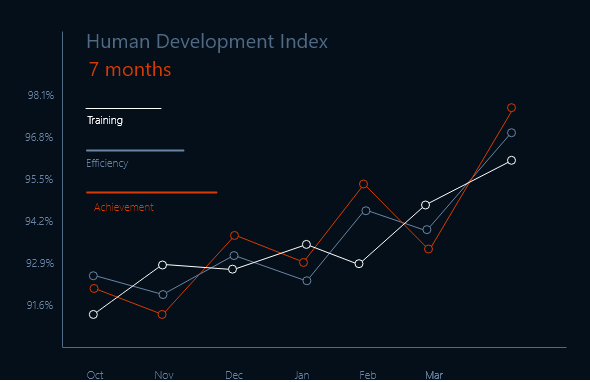 Human Development Index
7 months
98.1%
Training
96.8%
Efficiency
95.5%
Achievement
94.2%
92.9%
91.6%
Oct Nov Dec Jan Feb Mar